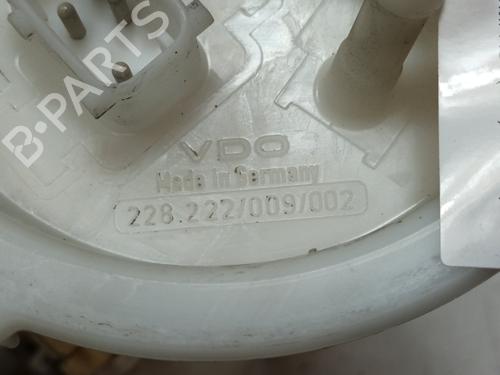 B-PARTS
VDO
Made in Germany
228.222/009/002